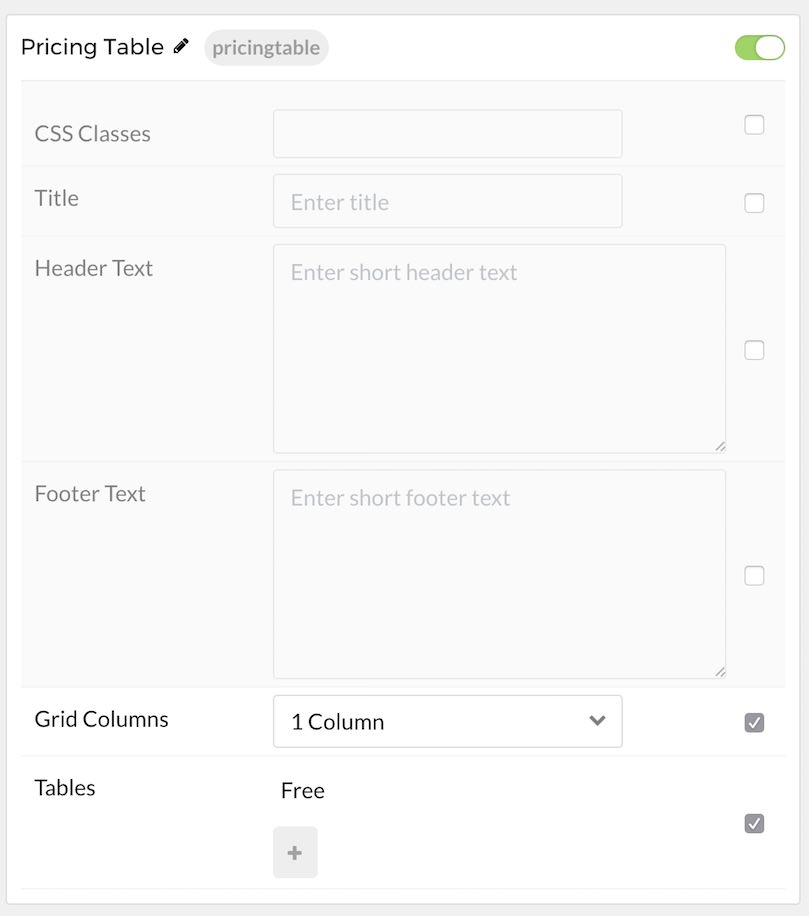 Pricing Table pricingtable
CSS Classes
Title Enter title
Header Text Enter short header text
Footer Text Enter short footer text
Grid Columns 1 Column
Tables Free
+